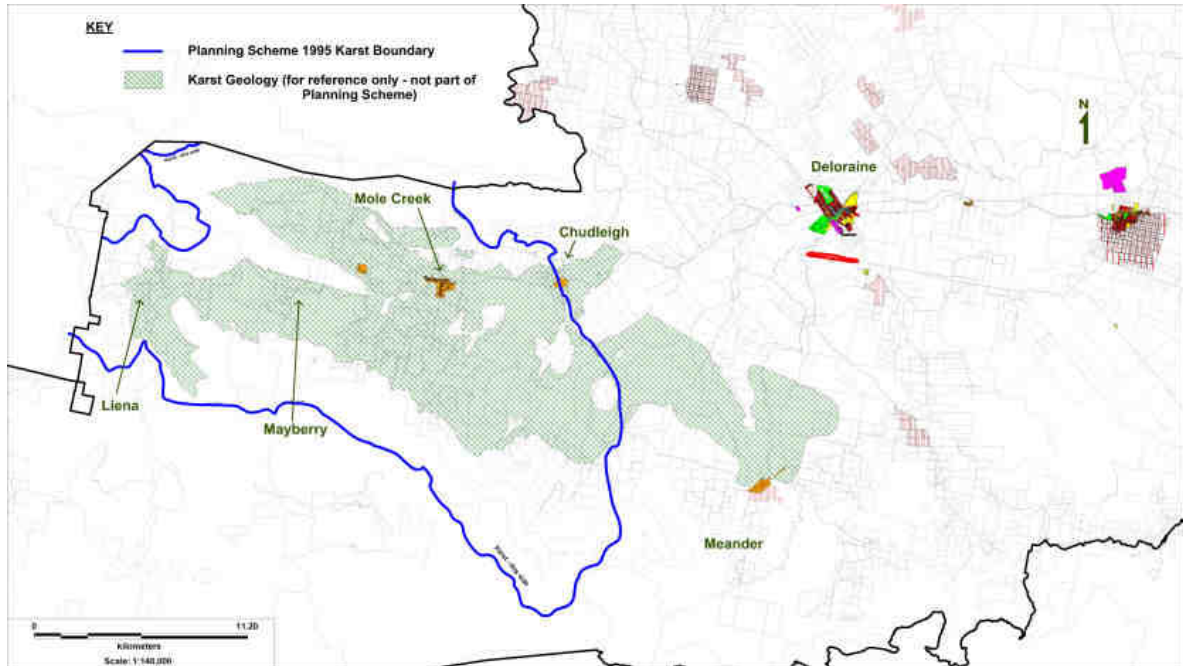 KEY
Planning Scheme 1995 Karst Boundary
Karst Geology (for reference only - not part of
Planning Scheme)
N
Deloraine
Mole Creek
Chudleigh
Liena
Mayberry
Meander
0 11.20
Kilometers
Scale: 1:140,000